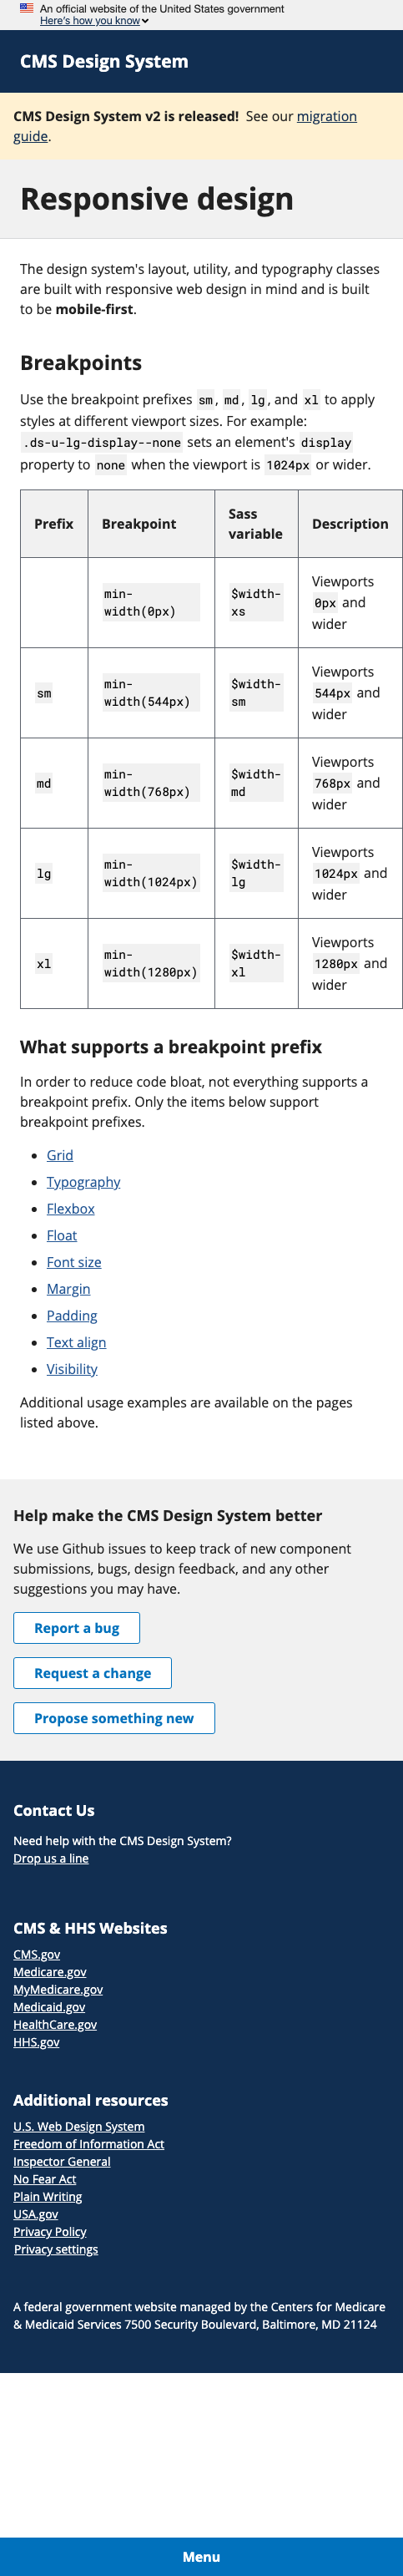 An official website of the United States government
Here's how you know
CMS Design System
CMS Design System v2 is released! See our migration
guide.
Responsive design
The design system's layout, utility, and typography classes
are built with responsive web design in mind and is built
to be mobile-first.
Breakpoints
Use the breakpoint prefixes sm, md, lg, and xl to apply
styles at different viewport sizes. For example:
.ds-u-lg-display--none sets an element's display
property to none when the viewport is 1024px or wider.
Prefix Breakpoint Sass variable Description
min-width(0px) $width-xs Viewports 0px and wider
sm min-width(544px) $width-sm Viewports 544px and wider
md min-width(768px) $width-md Viewports 768px and wider
lg min-width(1024px) $width-lg Viewports 1024px and wider
xl min-width(1280px) $width-xl Viewports 1280px and wider
What supports a breakpoint prefix
In order to reduce code bloat, not everything supports a
breakpoint prefix. Only the items below support
breakpoint prefixes.
Grid
Typography
Flexbox
Float
Font size
Margin
Padding
Text align
Visibility
Additional usage examples are available on the pages
listed above.
Help make the CMS Design System better
We use Github issues to keep track of new component
submissions, bugs, design feedback, and any other
suggestions you may have.
Report a bug
Request a change
Propose something new
Contact Us
Need help with the CMS Design System?
Drop us a line
CMS & HHS Websites
CMS.gov
Medicare.gov
MyMedicare.gov
Medicaid.gov
HealthCare.gov
HHS.gov
Additional resources
U.S. Web Design System
Freedom of Information Act
Inspector General
No Fear Act
Plain Writing
USA.gov
Privacy Policy
Privacy settings
A federal government website managed by the Centers for Medicare
& Medicaid Services 7500 Security Boulevard, Baltimore, MD 21124
Menu